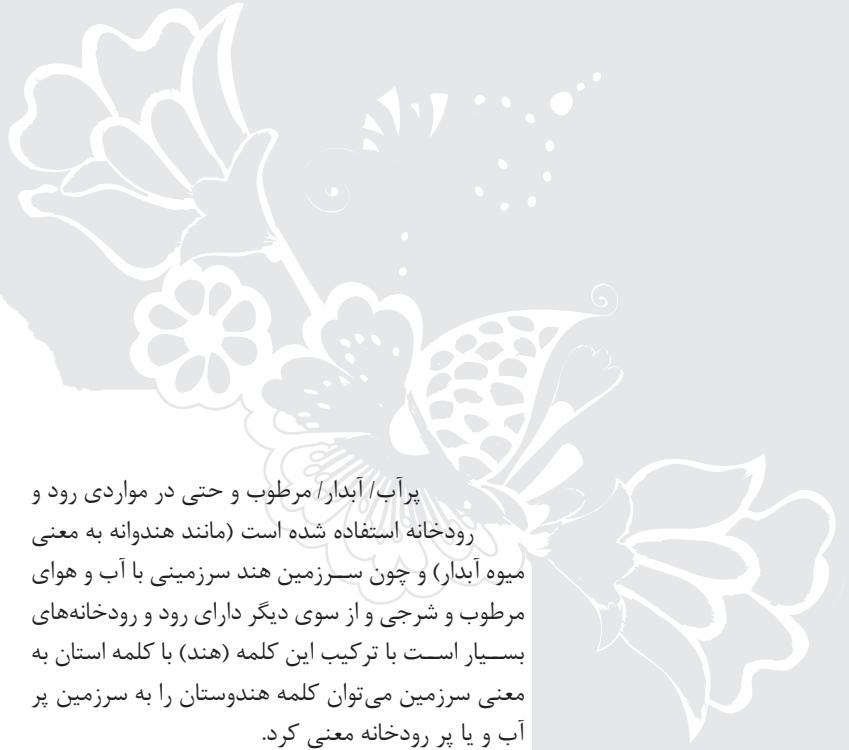 پرآب/ آبدار/ مرطوب و حتی در مواردی رود و
رودخانه استفاده شده است (مانند هندوانه به معنی
میوه آبدار) و چون سرزمین هند سرزمینی با آب و هوای
مرطوب و شرجی و از سوی دیگر دارای رود و رودخانه‌های
بسیار است با ترکیب این کلمه (هند) با کلمه استان به
معنی سرزمین می‌توان کلمه هندوستان را به سرزمین پر
آب و یا پر رودخانه معنی کرد.